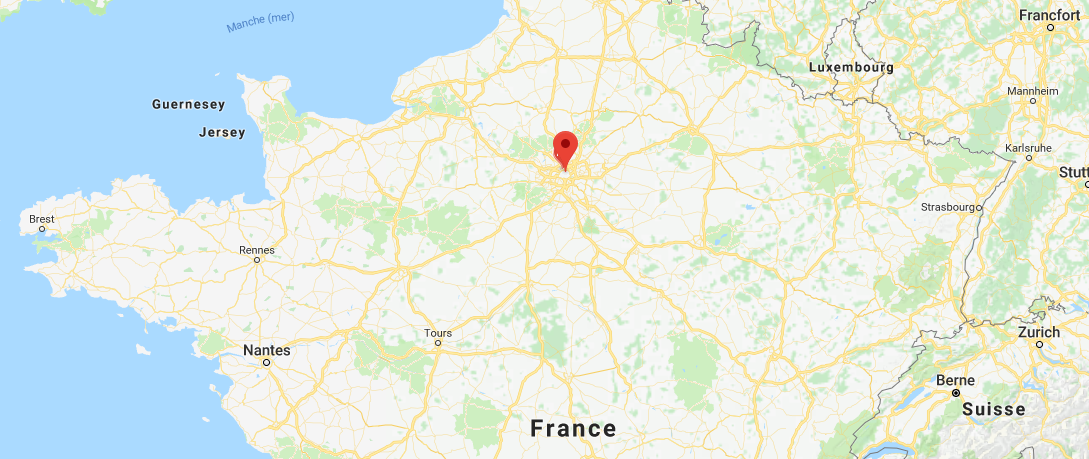 Manche (mer)
Francfort
Luxembourg
Mannheim
Guernesey
Jersey
Karlsruhe
Stutt
Strasbourg
Brest
Rennes
Tours
Zurich
Nantes
Berne
Suisse
France